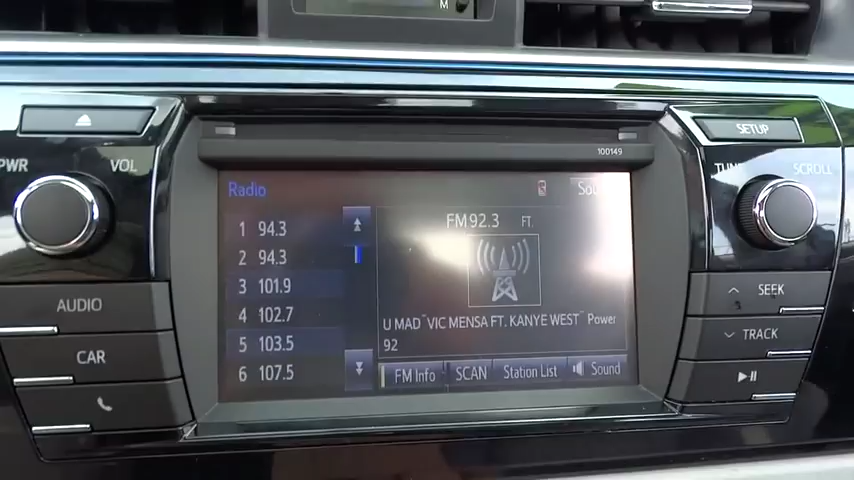 M
SETUP
100149
PWR
VOL
TUNE
SCROLL
Radio
FM92.3 FT.
1 94.3
2 94.3
3 101.9
4 102.7
5 103.5
6 107.5
U MAD¨VIC MENSA FT. KANYE WEST¨ Power
92
FM Info
SCAN
Station List
Sound
AUDIO
CAR
SEEK
TRACK